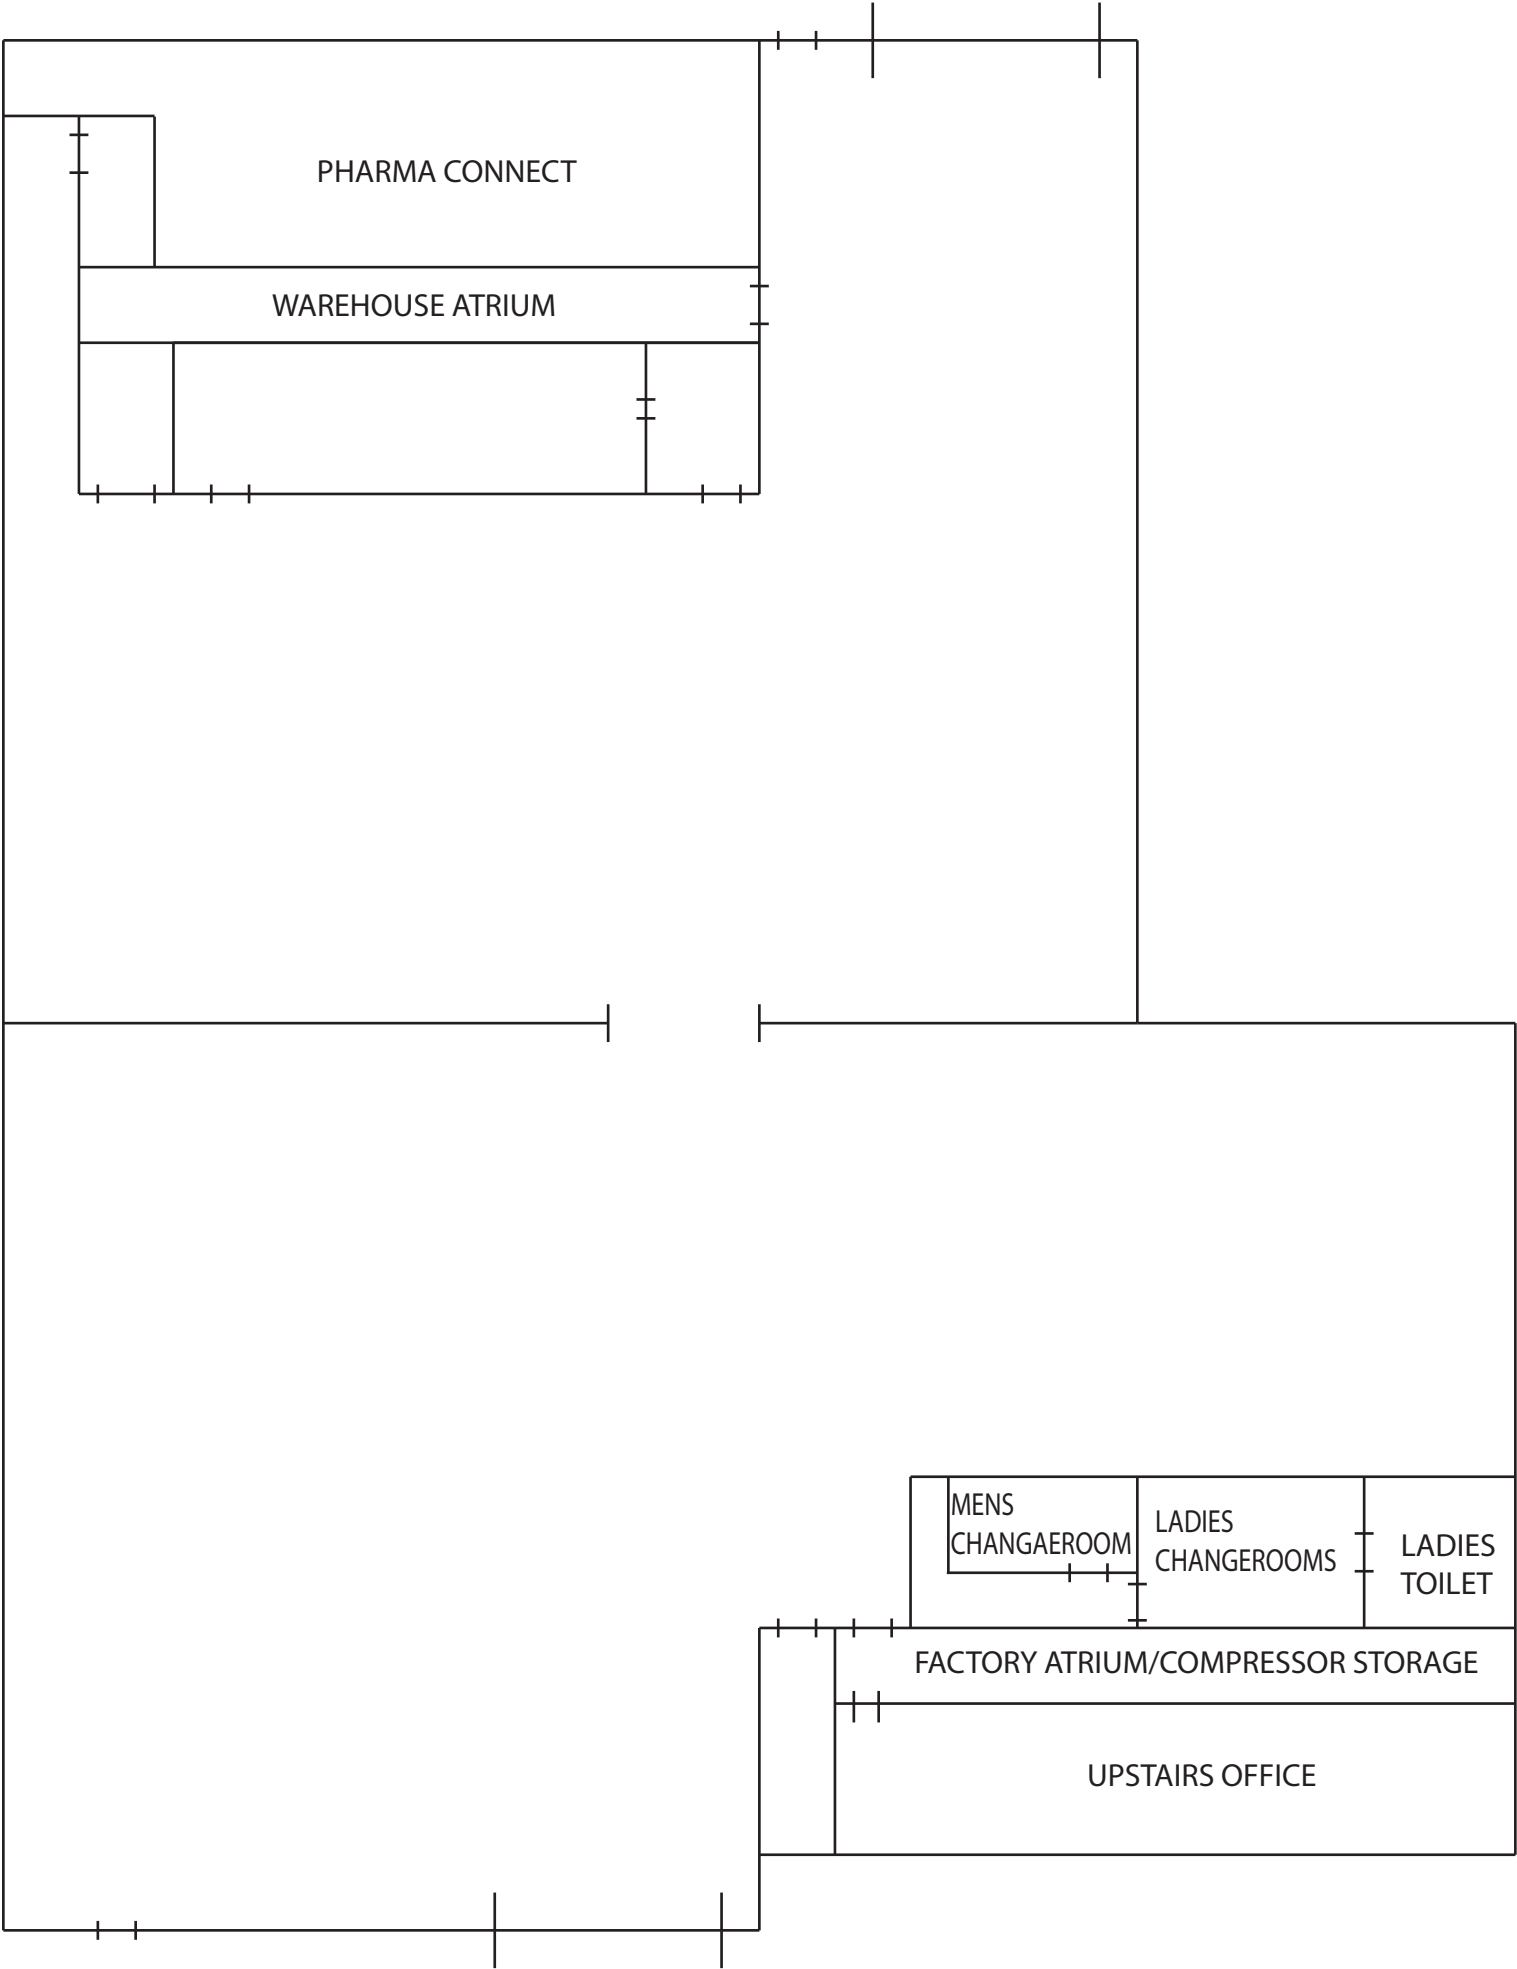 PHARMA CONNECT
WAREHOUSE ATRIUM
MENS
CHANGAEROOM
LADIES
CHANGEROOMS
LADIES
TOILET
FACTORY ATRIUM/COMPRESSOR STORAGE
UPSTAIRS OFFICE